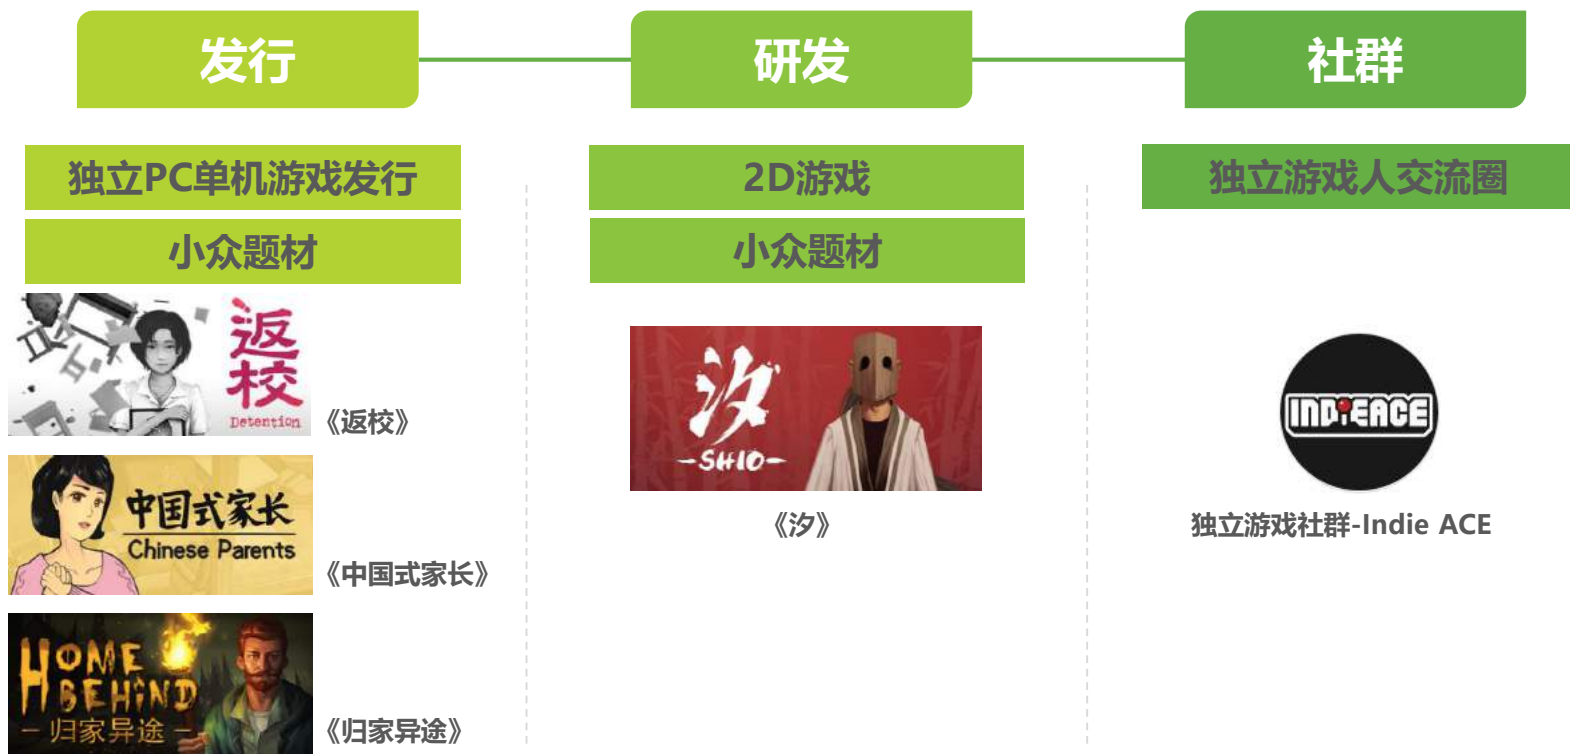 发行
研发
社群
独立PC单机游戏发行
小众题材
返校
Detention
《返校》
中国式家长
Chinese Parents
《中国式家长》
HOME
BEHIND
－归家异途－
《归家异途》
2D游戏
小众题材
汐
-SHIO-
《汐》
独立游戏人交流圈
INDIEACE
独立游戏社群-Indie ACE